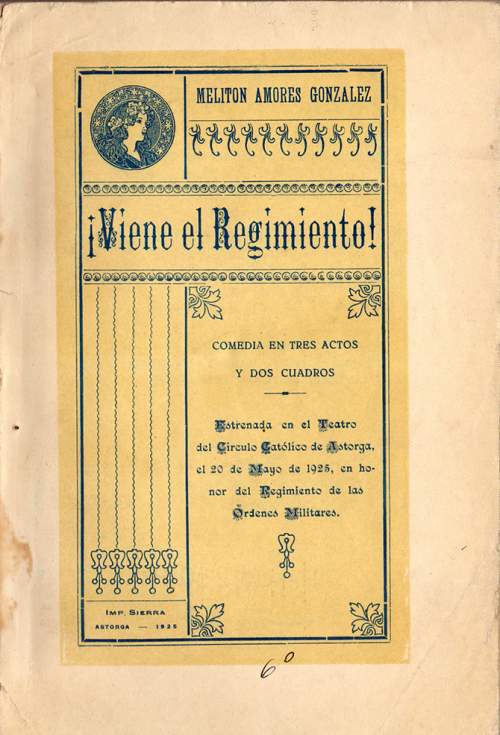 MELITON AMORES GONZALEZ
¡Viene el Regimiento!
COMEDIA EN TRES ACTOS
Y DOS CUADROS
Estrenada en el Teatro
del Círculo Católico de Astorga,
el 20 de Mayo de 1925, en ho-
nor del Regimiento de las
Órdenes Militares.
IMP. SIERRA
ASTORGA — 1925
6º